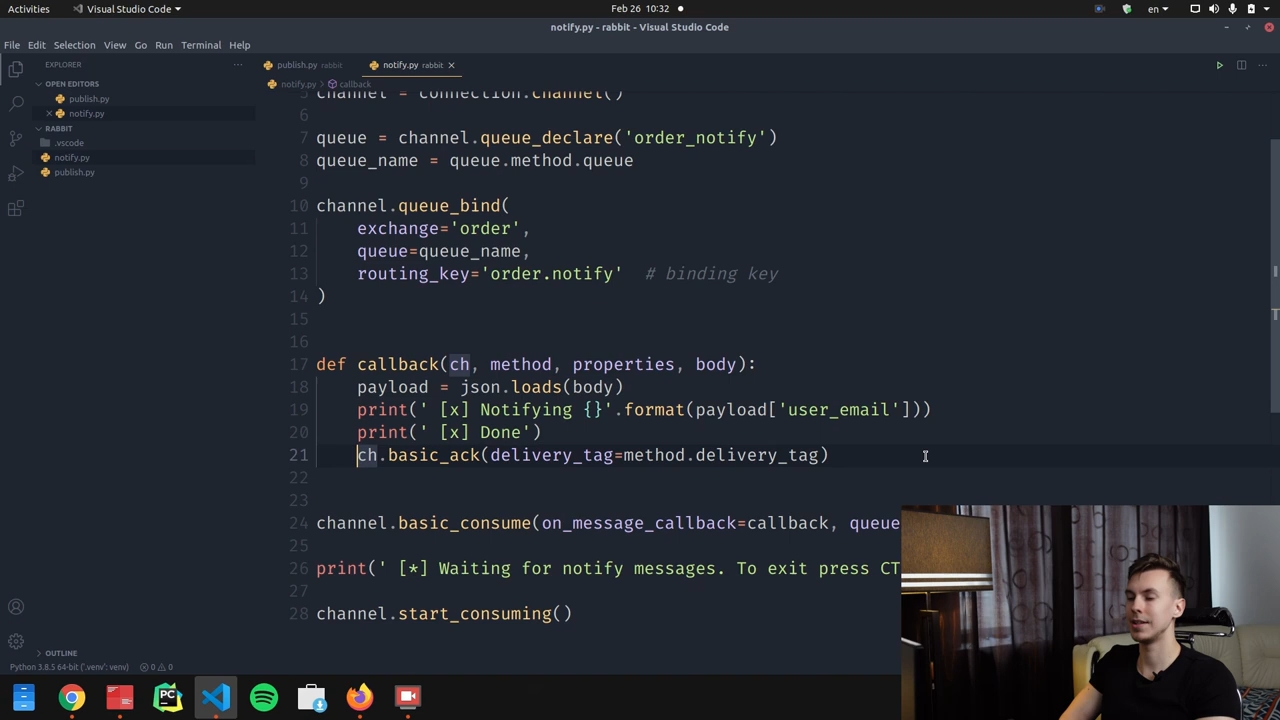 Activities
Visual Studio Code
Feb 26 10:32
en
notify.py - rabbit - Visual Studio Code
File Edit Selection View Go Run Terminal Help
EXPLORER
OPEN EDITORS
publish.py
notify.py
RABBIT
.vscode
notify.py
publish.py
OUTLINE
publish.py rabbit
notify.py rabbit
notify.py > callback
5 channel = connection.channel()
6
7 queue = channel.queue_declare('order_notify')
8 queue_name = queue.method.queue
9
10 channel.queue_bind(
11     exchange='order',
12     queue=queue_name,
13     routing_key='order.notify'  # binding key
14 )
15
16
17 def callback(ch, method, properties, body):
18     payload = json.loads(body)
19     print(' [x] Notifying {}'.format(payload['user_email']))
20     print(' [x] Done')
21     ch.basic_ack(delivery_tag=method.delivery_tag)
22
23
24 channel.basic_consume(on_message_callback=callback, queue
25
26 print(' [*] Waiting for notify messages. To exit press CT
27
28 channel.start_consuming()
Python 3.8.5 64-bit ('.venv': venv) 0 0
PC